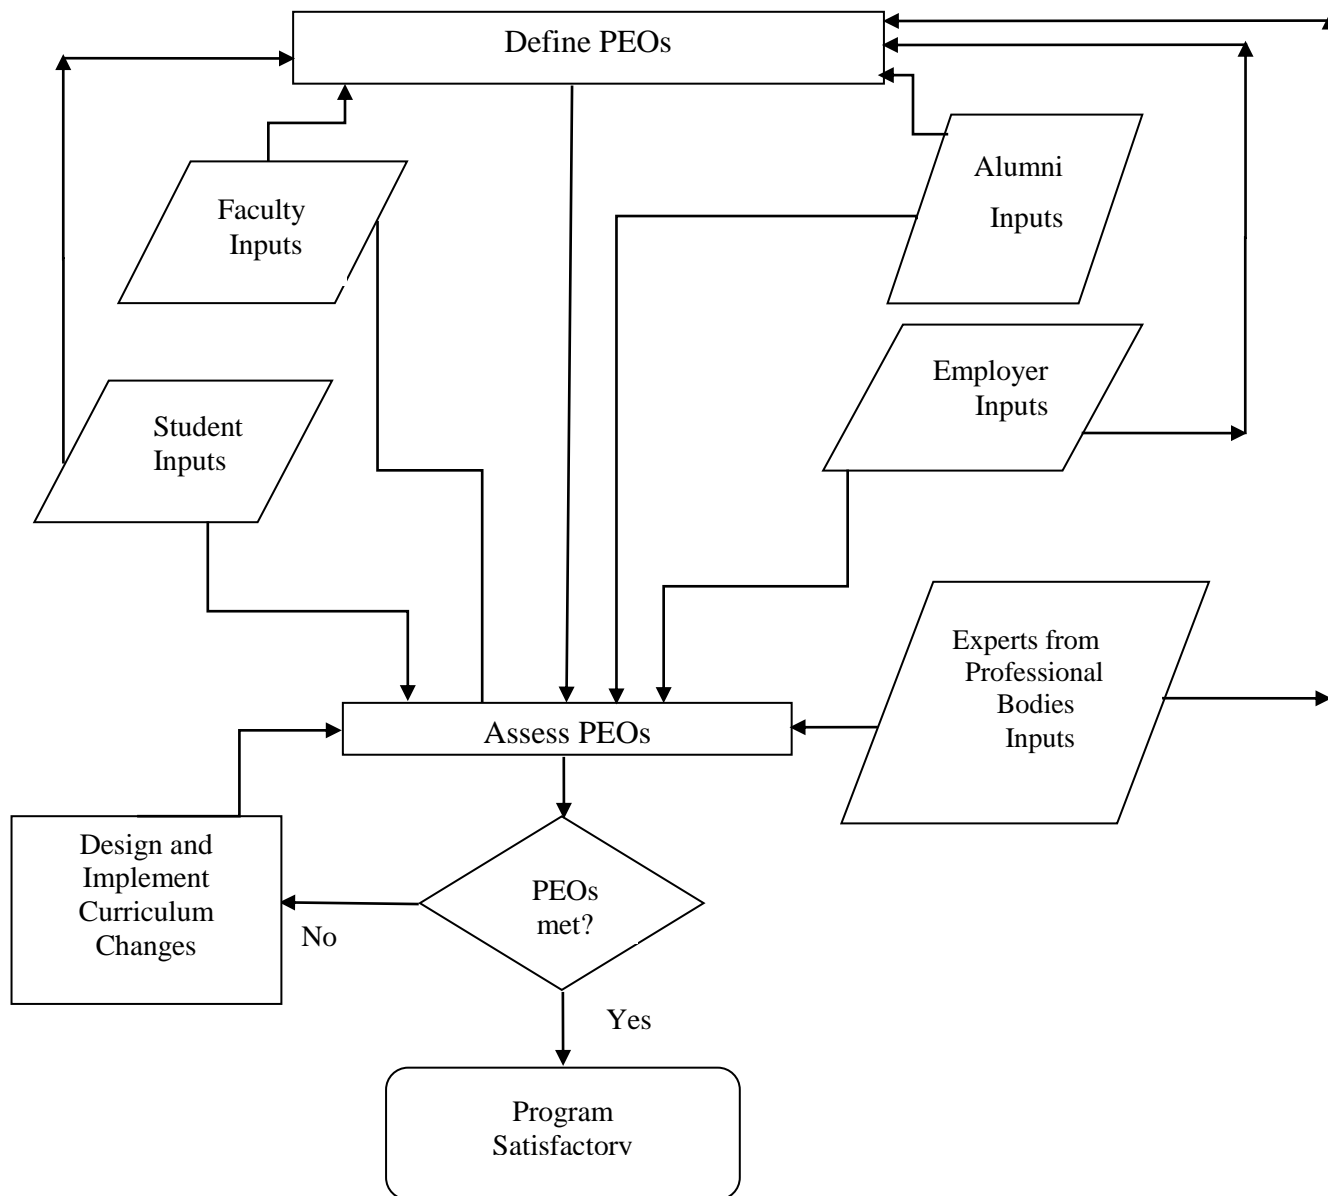 Define PEOs
Alumni
Inputs
Faculty
Inputs
Employer
Inputs
Student
Inputs
Experts from
Professional
Bodies
Inputs
Assess PEOs
Design and
Implement
Curriculum
Changes
PEOs
met?
No
Yes
Program
Satisfactory